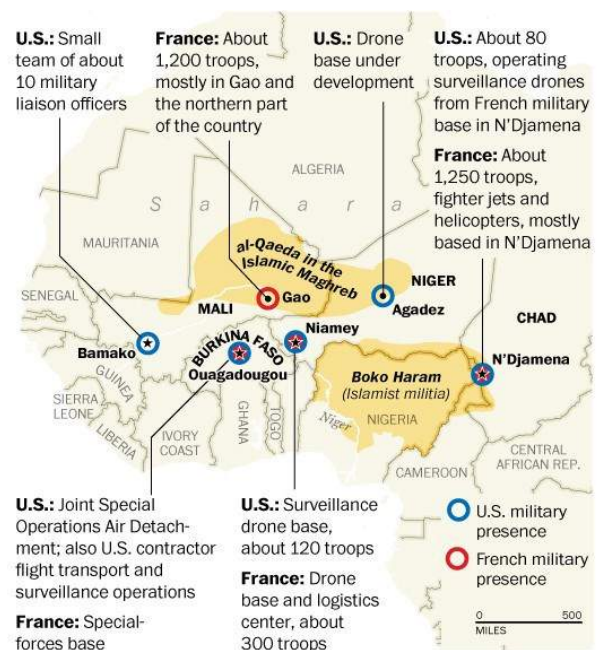 U.S.: Small
team of about
10 military
liaison officers
France: About
1,200 troops,
mostly in Gao and
the northern part
of the country
U.S.: Drone
base under
development
U.S.: About 80
troops, operating
surveillance drones
from French military
base in N'Djamena
France: About
1,250 troops,
fighter jets and
helicopters, mostly
based in N'Djamena
ALGERIA
Sahara
MAURITANIA
al-Qaeda in the
Islamic Maghreb
NIGER
SENEGAL
MALI
Gao
Agadez
CHAD
Bamako
BURKINA FASO
Ouagadougou
Niamey
N'Djamena
GUINEA
Boko Haram
(Islamist militia)
SIERRA
LEONE
LIBERIA
IVORY
COAST
GHANA
TOGO
Niger
NIGERIA
CAMEROON
CENTRAL
AFRICAN REP.
U.S.: Joint Special
Operations Air Detach-
ment; also U.S. contractor
flight transport and
surveillance operations
France: Special-
forces base
U.S.: Surveillance
drone base,
about 120 troops
France: Drone
base and logistics
center, about
300 troops
U.S. military
presence
French military
presence
0 500
MILES